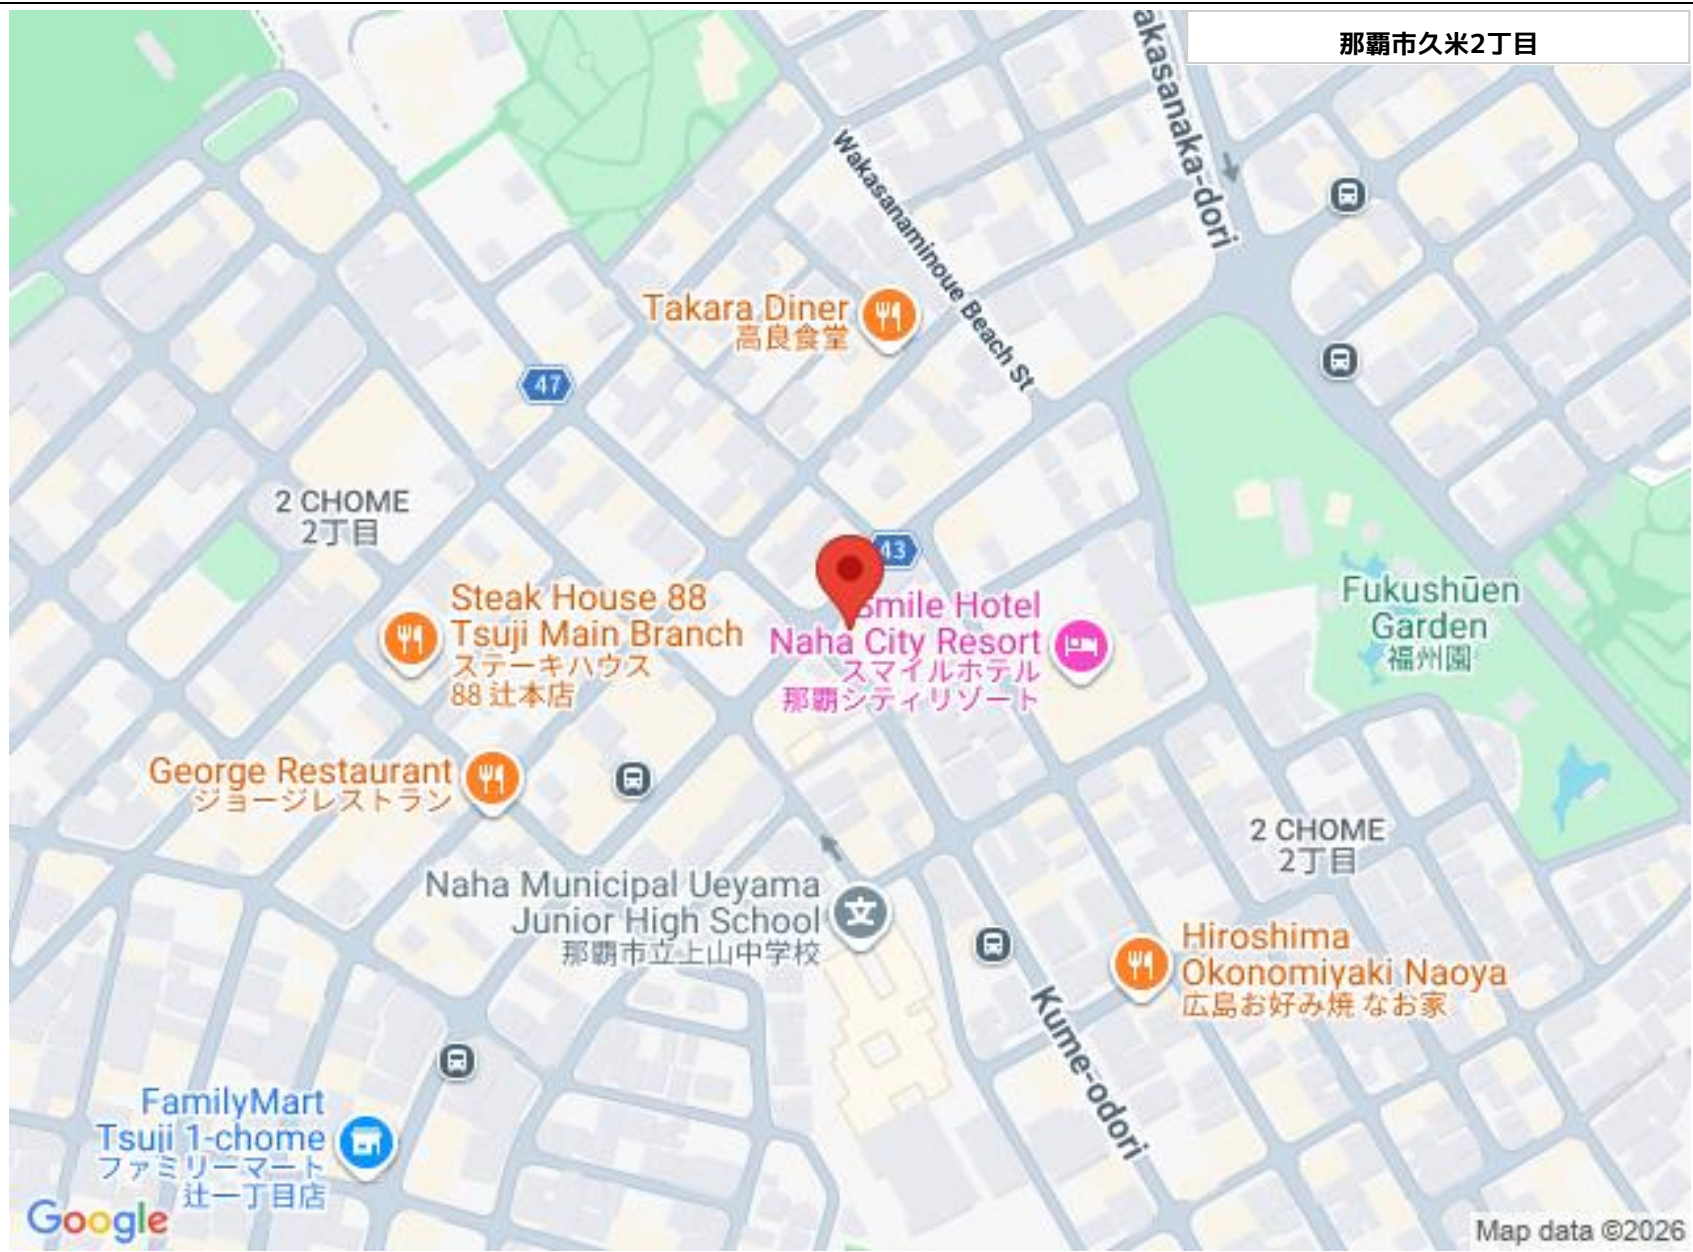 那覇市久米2丁目
akasanaka-dori
Wakasanaminoue Beach St
Takara Diner
高良食堂
47
2 CHOME
2丁目
43
Steak House 88
Tsuji Main Branch
ステーキハウス
88 辻本店
Smile Hotel
Naha City Resort
スマイルホテル
那覇シティリゾート
Fukushūen
Garden
福州園
George Restaurant
ジョージレストラン
2 CHOME
2丁目
Naha Municipal Ueyama
Junior High School
那覇市立上山中学校
文
Hiroshima
Okonomiyaki Naoya
広島お好み焼 なお家
Kume-odori
FamilyMart
Tsuji 1-chome
ファミリーマート
辻一丁目店
Google
Map data ©2026